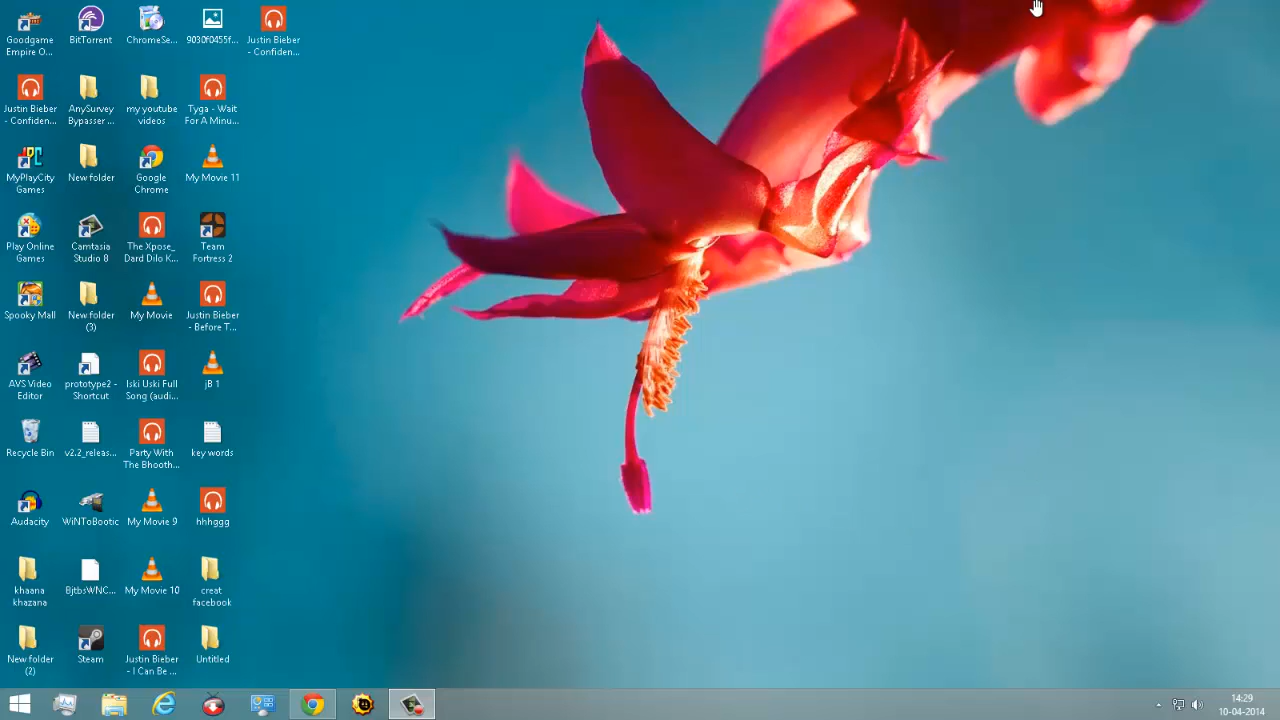 Goodgame
Empire O...
BitTorrent
ChromeSe...
9030f0455f...
Justin Bieber
- Confiden...
Justin Bieber
- Confiden...
AnySurvey
Bypasser ...
my youtube
videos
Tyga - Wait
For A Minu...
MyPlayCity
Games
New folder
Google
Chrome
My Movie 11
Play Online
Games
Camtasia
Studio 8
The Xpose_
Dard Dilo K...
Team
Fortress 2
Spooky Mall
New folder
(3)
My Movie
Justin Bieber
- Before T...
AVS Video
Editor
prototype2 -
Shortcut
Iski Uski Full
Song (audi...
jB 1
Recycle Bin
v2.2_releas...
Party With
The Bhooth...
key words
Audacity
WiNToBootic
My Movie 9
hhhggg
khaana
khazana
BjtbsWNC...
My Movie 10
creat
facebook
New folder
(2)
Steam
Justin Bieber
- I Can Be ...
Untitled
14:29
10-04-2014